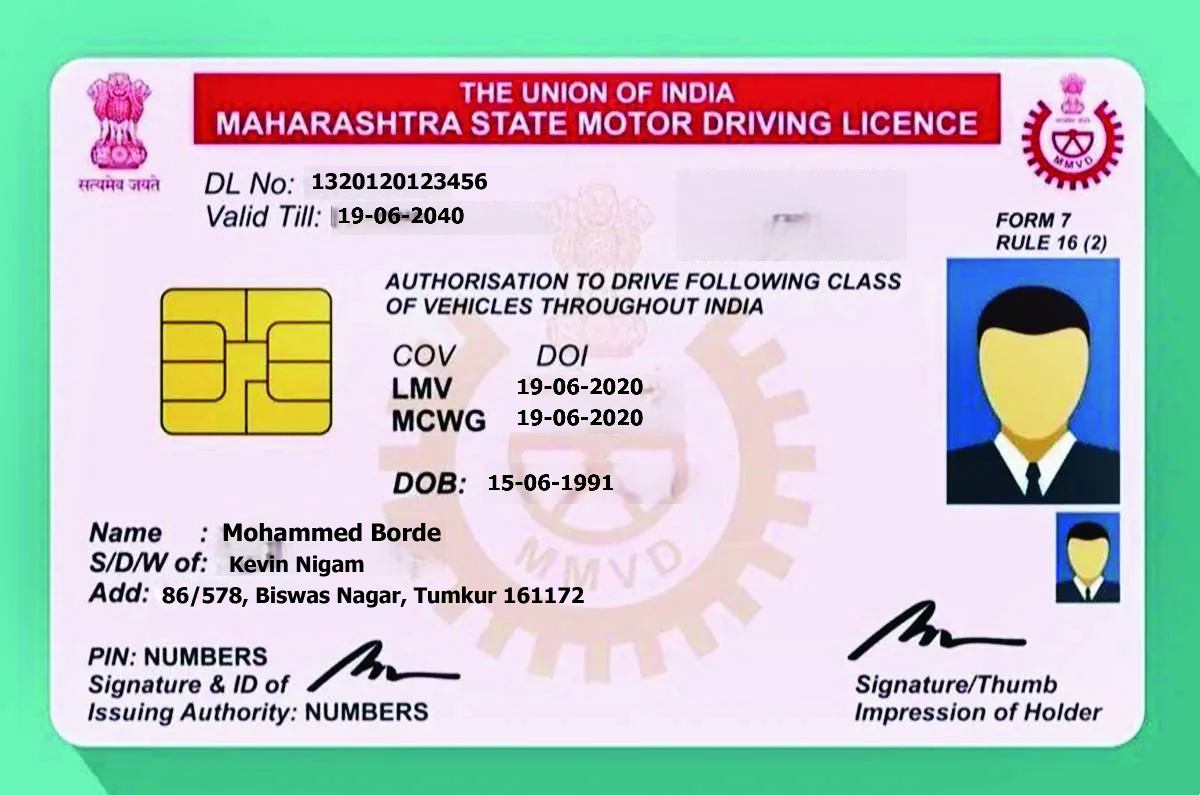 THE UNION OF INDIA
MAHARASHTRA STATE MOTOR DRIVING LICENCE
सत्यमेव जयते
MMVD
DL No: 1320120123456
Valid Till: 19-06-2040
FORM 7
RULE 16 (2)
AUTHORISATION TO DRIVE FOLLOWING CLASS
OF VEHICLES THROUGHOUT INDIA
COV DOI
LMV 19-06-2020
MCWG 19-06-2020
DOB: 15-06-1991
Name : Mohammed Borde
S/D/W of: Kevin Nigam
Add: 86/578, Biswas Nagar, Tumkur 161172
MMVD
PIN: NUMBERS
Signature & ID of
Issuing Authority: NUMBERS
Signature/Thumb
Impression of Holder